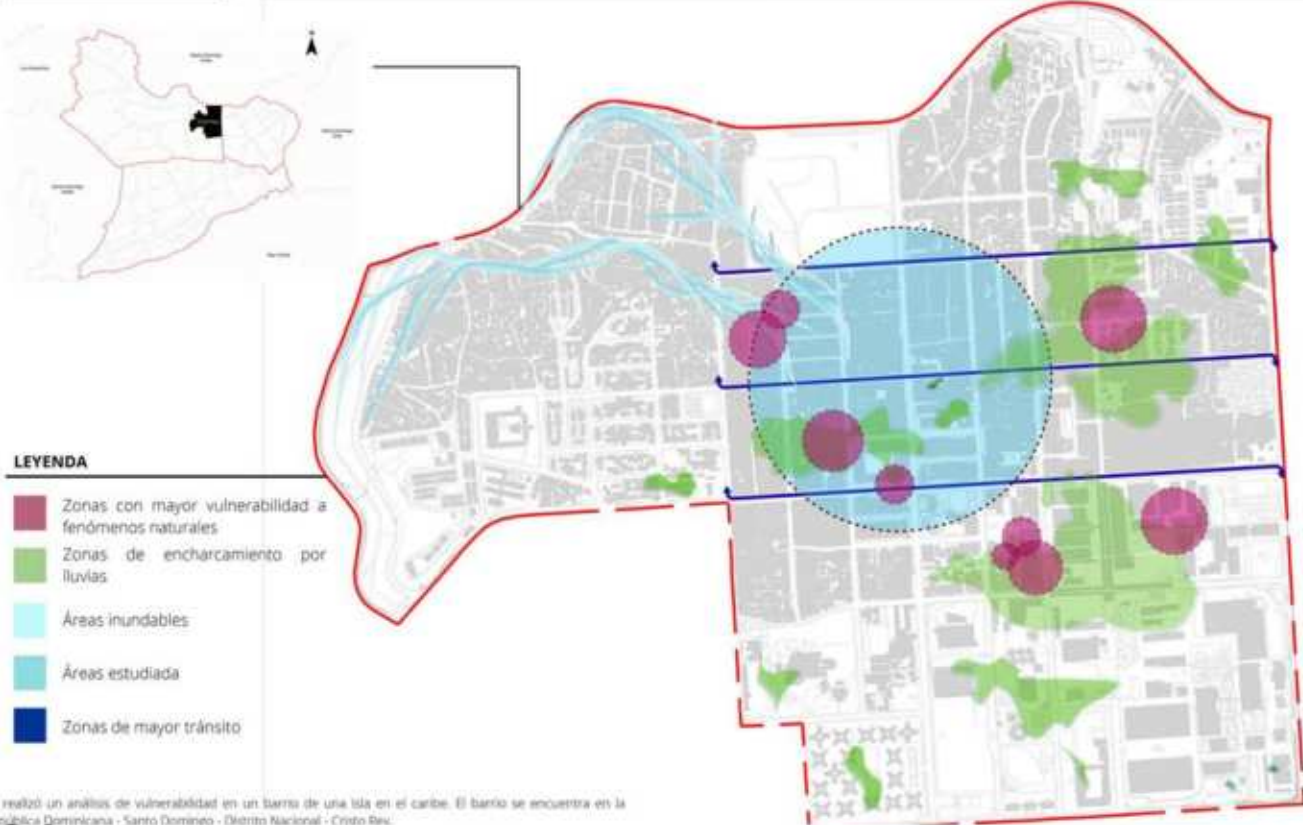 LEYENDA
Zonas con mayor vulnerabilidad a
fenómenos naturales
Zonas de encharcamiento por
lluvias
Áreas inundables
Áreas estudiada
Zonas de mayor tránsito
realizó un análisis de vulnerabilidad en un barrio de una isla en el caribe. El barrio se encuentra en la
República Dominicana - Santo Domingo - Distrito Nacional - Cristo Rey.